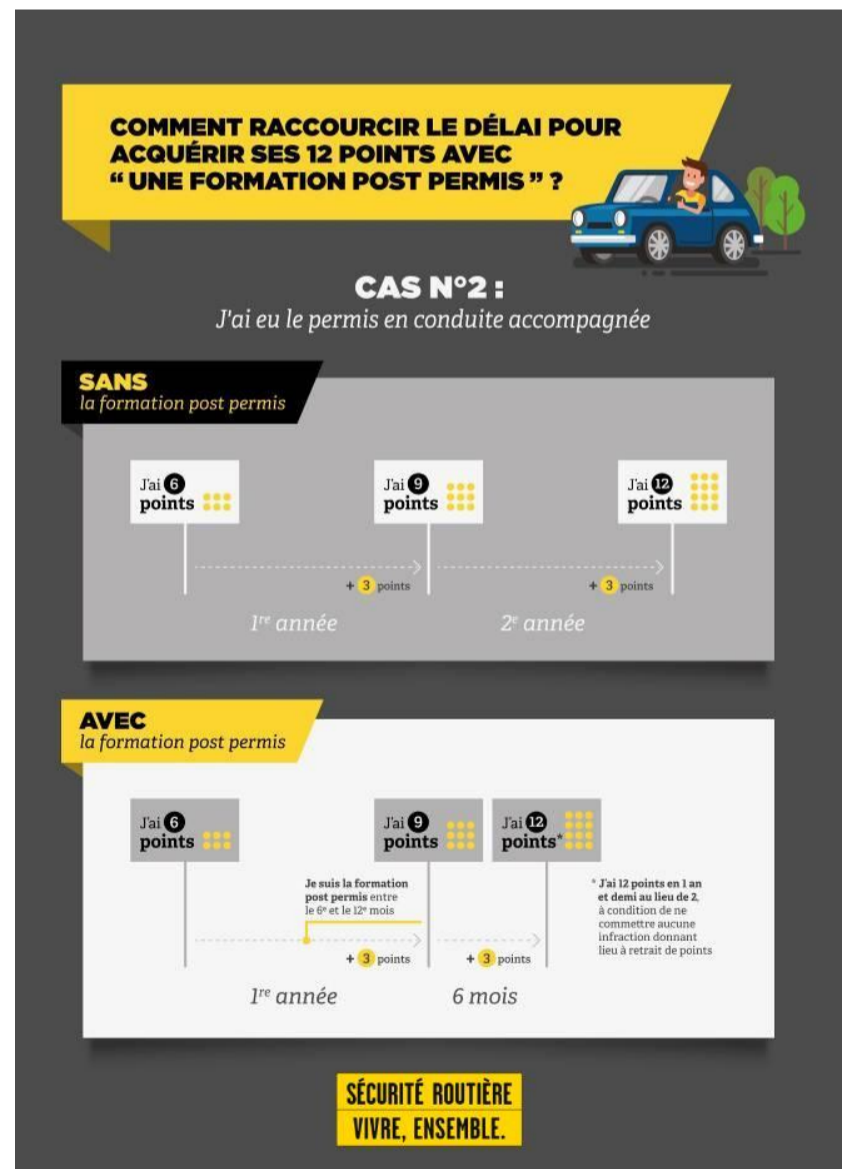 COMMENT RACCOURCIR LE DÉLAI POUR
ACQUÉRIR SES 12 POINTS AVEC
“ UNE FORMATION POST PERMIS ” ?
CAS N°2 :
J'ai eu le permis en conduite accompagnée
SANS
la formation post permis
J'ai 6
points
J'ai 9
points
J'ai 12
points
+ 3 points
+ 3 points
1re année
2e année
AVEC
la formation post permis
J'ai 6
points
J'ai 9
points
J'ai 12
points*
Je suis la formation
post permis entre
le 6e et le 12e mois
* J'ai 12 points en 1 an
et demi au lieu de 2,
à condition de ne
commettre aucune
infraction donnant
lieu à retrait de points
+ 3 points
+ 3 points
1re année
6 mois
SÉCURITÉ ROUTIÈRE
VIVRE, ENSEMBLE.